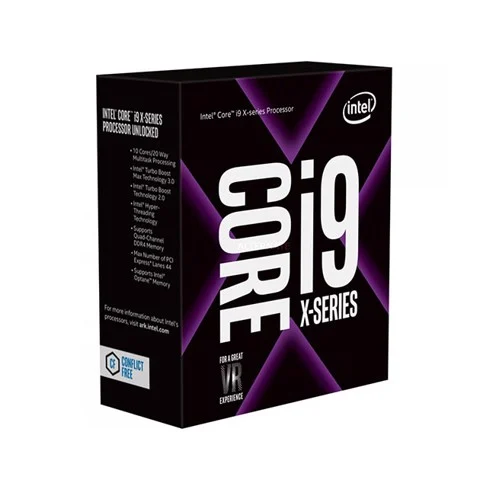 INTEL® CORE™ i9 X-SERIES
PROCESSOR UNLOCKED
• 10 Cores/20 Way
Multitask Processing
• Intel® Turbo Boost
Max Technology 3.0
• Intel® Turbo Boost
Technology 2.0
• Intel® Hyper-
Threading
Technology
• Supports
Quad-Channel
DDR4 Memory
• Max Number of PCI
Express® Lanes 44
• Supports Intel®
Optane™ Memory
For more information about Intel's
processors, visit ark.intel.com
CF
CONFLICT
FREE
Intel® Core™ i9 X-series Processor
intel
CORE
i9
X-SERIES
FOR A GREAT
VR
EXPERIENCE